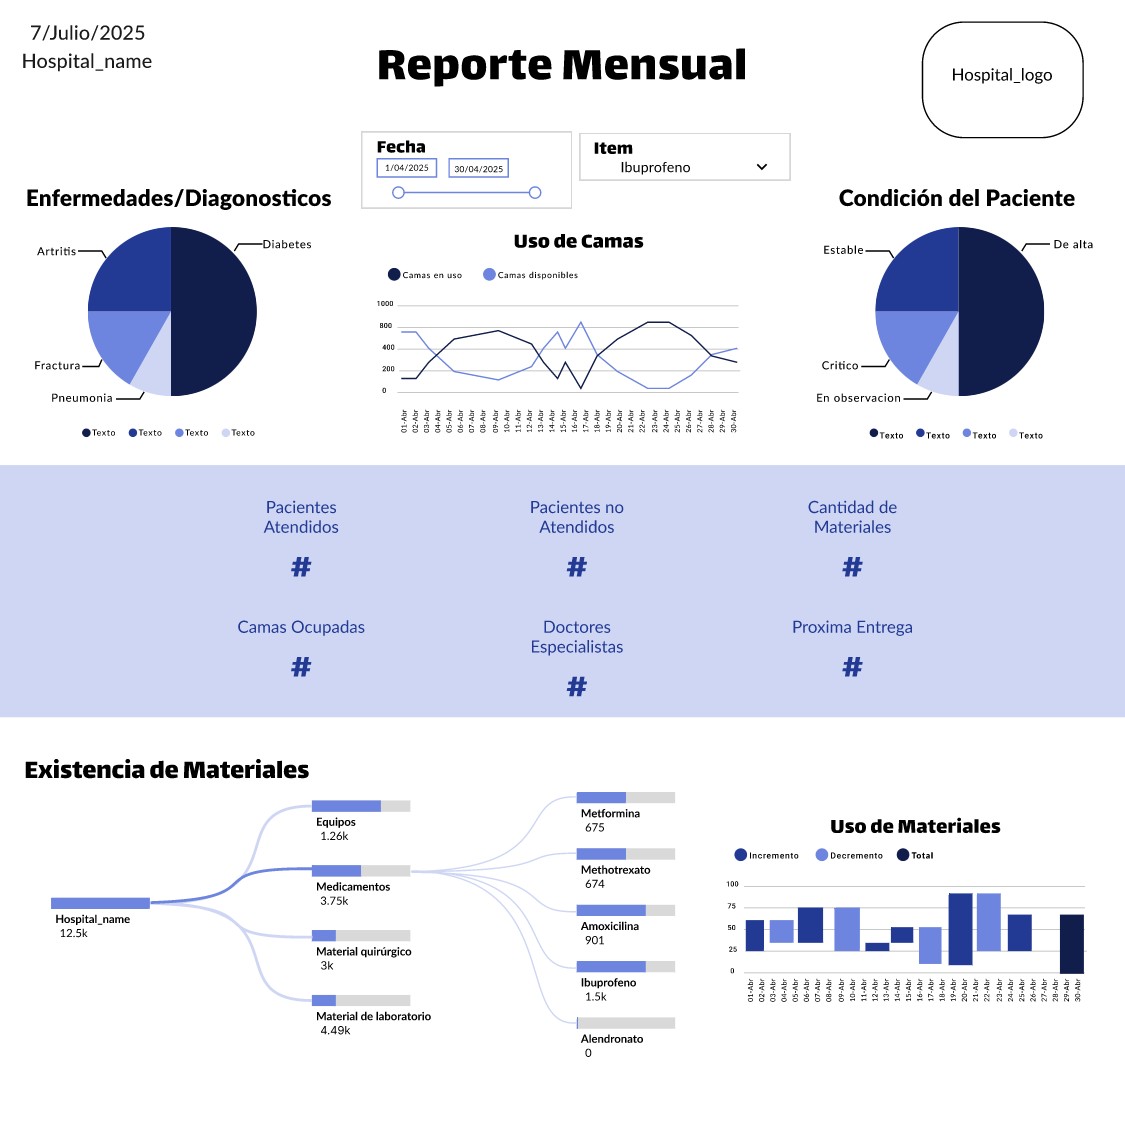 7/Julio/2025
Hospital_name
Reporte Mensual
Hospital_logo
Fecha
1/04/2025
30/04/2025
Item
Ibuprofeno
Enfermedades/Diagonosticos
Artritis
Diabetes
Fractura
Pneumonia
Texto Texto Texto Texto
Uso de Camas
Camas en uso
Camas disponibles
1000
800
400
200
0
01-Abr
02-Abr
03-Abr
04-Abr
05-Abr
06-Abr
07-Abr
08-Abr
09-Abr
10-Abr
11-Abr
12-Abr
13-Abr
14-Abr
15-Abr
16-Abr
17-Abr
18-Abr
19-Abr
20-Abr
21-Abr
22-Abr
23-Abr
24-Abr
25-Abr
26-Abr
27-Abr
28-Abr
29-Abr
30-Abr
Condición del Paciente
Estable
De alta
Critico
En observacion
Texto Texto Texto Texto
Pacientes
Atendidos
#
Pacientes no
Atendidos
#
Cantidad de
Materiales
#
Camas Ocupadas
#
Doctores
Especialistas
#
Proxima Entrega
#
Existencia de Materiales
Hospital_name
12.5k
Equipos
1.26k
Medicamentos
3.75k
Material quirúrgico
3k
Material de laboratorio
4.49k
Metformina
675
Methotrexato
674
Amoxicilina
901
Ibuprofeno
1.5k
Alendronato
0
Uso de Materiales
Incremento
Decremento
Total
100
75
50
25
0
01-Abr
02-Abr
03-Abr
05-Abr
06-Abr
07-Abr
08-Abr
09-Abr
10-Abr
11-Abr
12-Abr
13-Abr
14-Abr
15-Abr
16-Abr
17-Abr
18-Abr
19-Abr
20-Abr
21-Abr
22-Abr
23-Abr
24-Abr
25-Abr
26-Abr
27-Abr
28-Abr
29-Abr
30-Abr